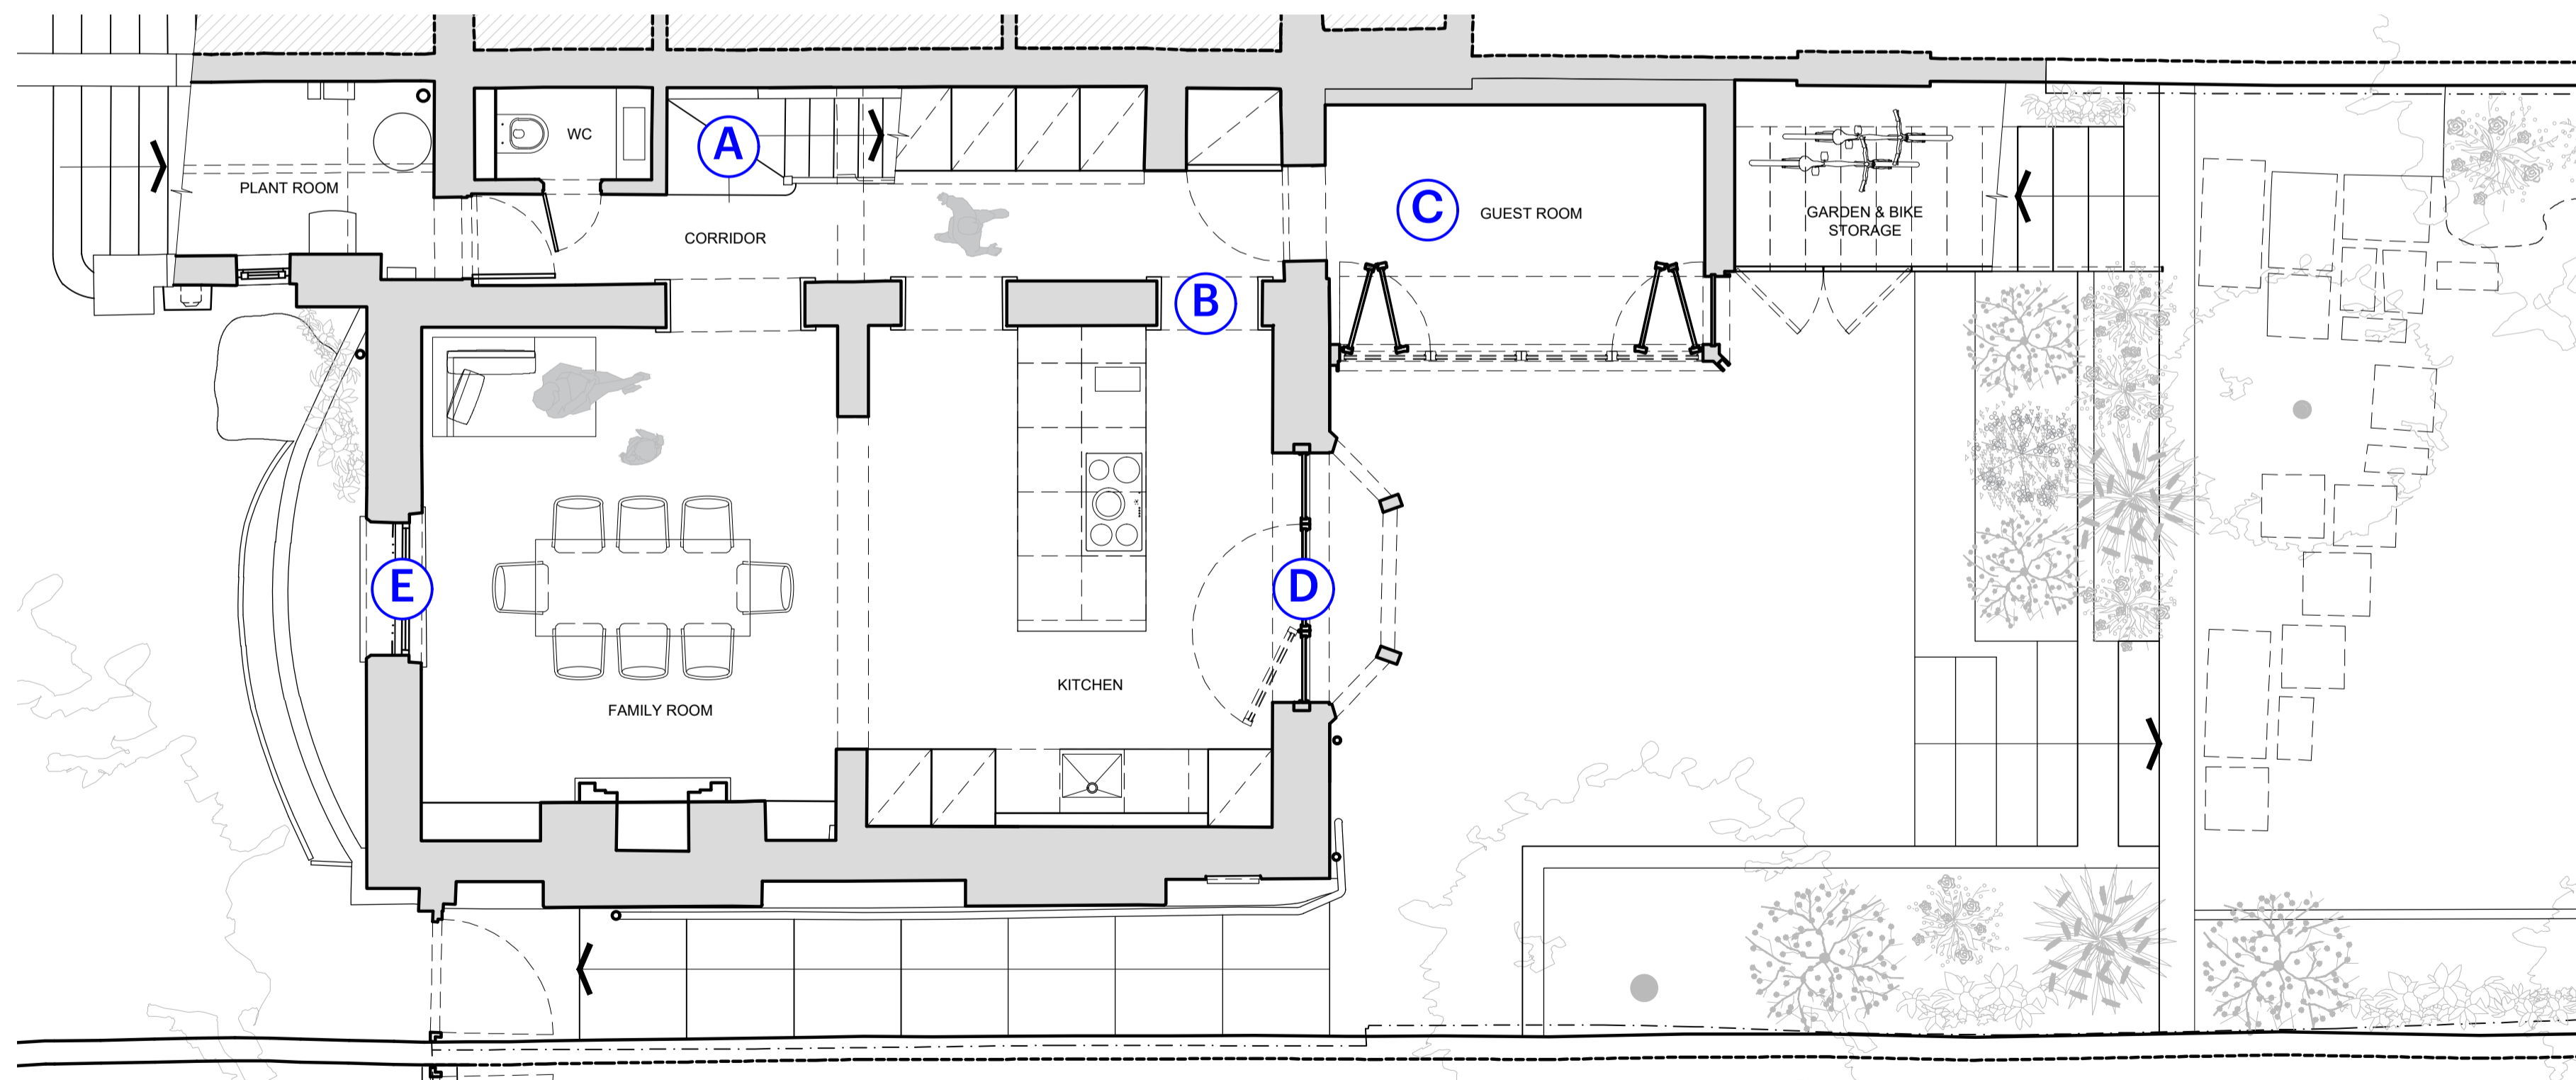 WC
A
PLANT ROOM
CORRIDOR
C
GUEST ROOM
GARDEN & BIKE
STORAGE
B
E
D
KITCHEN
FAMILY ROOM